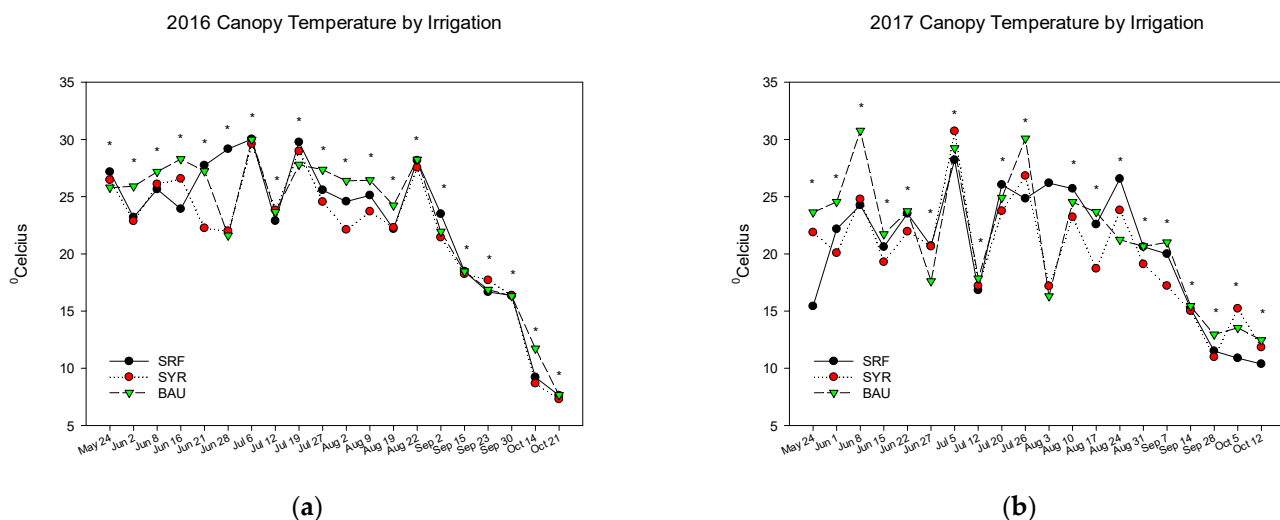 2016 Canopy Temperature by Irrigation
35
30
25
20
15
10
5
0Celcius
* * * * * * * * * * * * * * * * * * * *
SRF
SYR
BAU
May 24 Jun 2 Jun 8 Jun 16 Jun 21 Jun 28 Jul 6 Jul 12 Jul 19 Jul 27 Aug 2 Aug 9 Aug 19 Aug 22 Sep 2 Sep 15 Sep 23 Sep 30 Oct 14 Oct 21
(a)
2017 Canopy Temperature by Irrigation
35
30
25
20
15
10
5
0Celcius
* * * * * * * * * * * * * * * * * * *
SRF
SYR
BAU
May 24 Jun 1 Jun 8 Jun 15 Jun 22 Jun 27 Jul 5 Jul 12 Jul 20 Jul 26 Aug 3 Aug 10 Aug 17 Aug 24 Aug 31 Sep 7 Sep 14 Sep 28 Oct 5 Oct 12
(b)